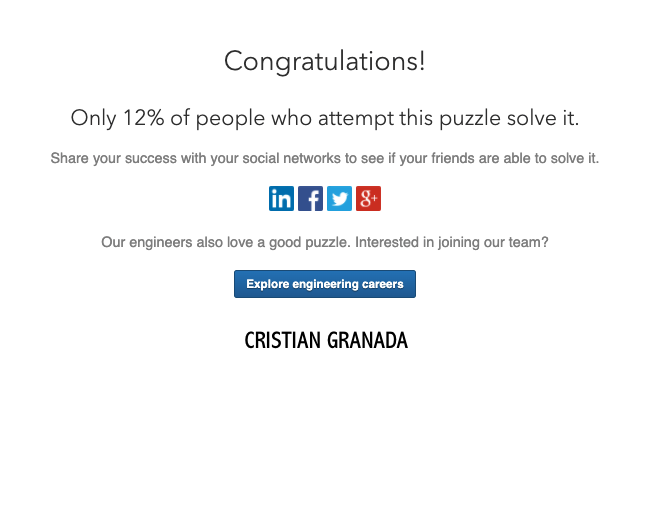 Congratulations!
Only 12% of people who attempt this puzzle solve it.
Share your success with your social networks to see if your friends are able to solve it.
in f g+
Our engineers also love a good puzzle. Interested in joining our team?
Explore engineering careers
CRISTIAN GRANADA